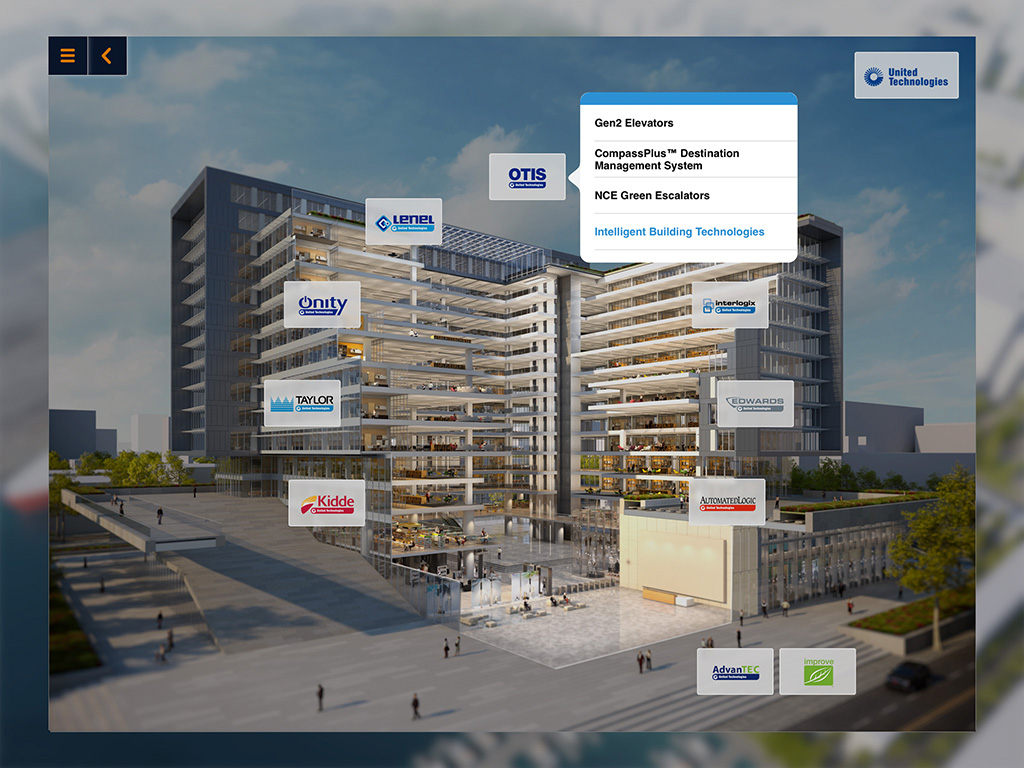 United
Technologies
Gen2 Elevators
CompassPlus™ Destination
Management System
NCE Green Escalators
Intelligent Building Technologies
OTIS
United Technologies
LENEL
United Technologies
Onity
United Technologies
interlogix
United Technologies
TAYLOR
United Technologies
EDWARDS
United Technologies
Kidde
United Technologies
AUTOMATEDLOGIC
United Technologies
AdvanTEC
United Technologies
improve